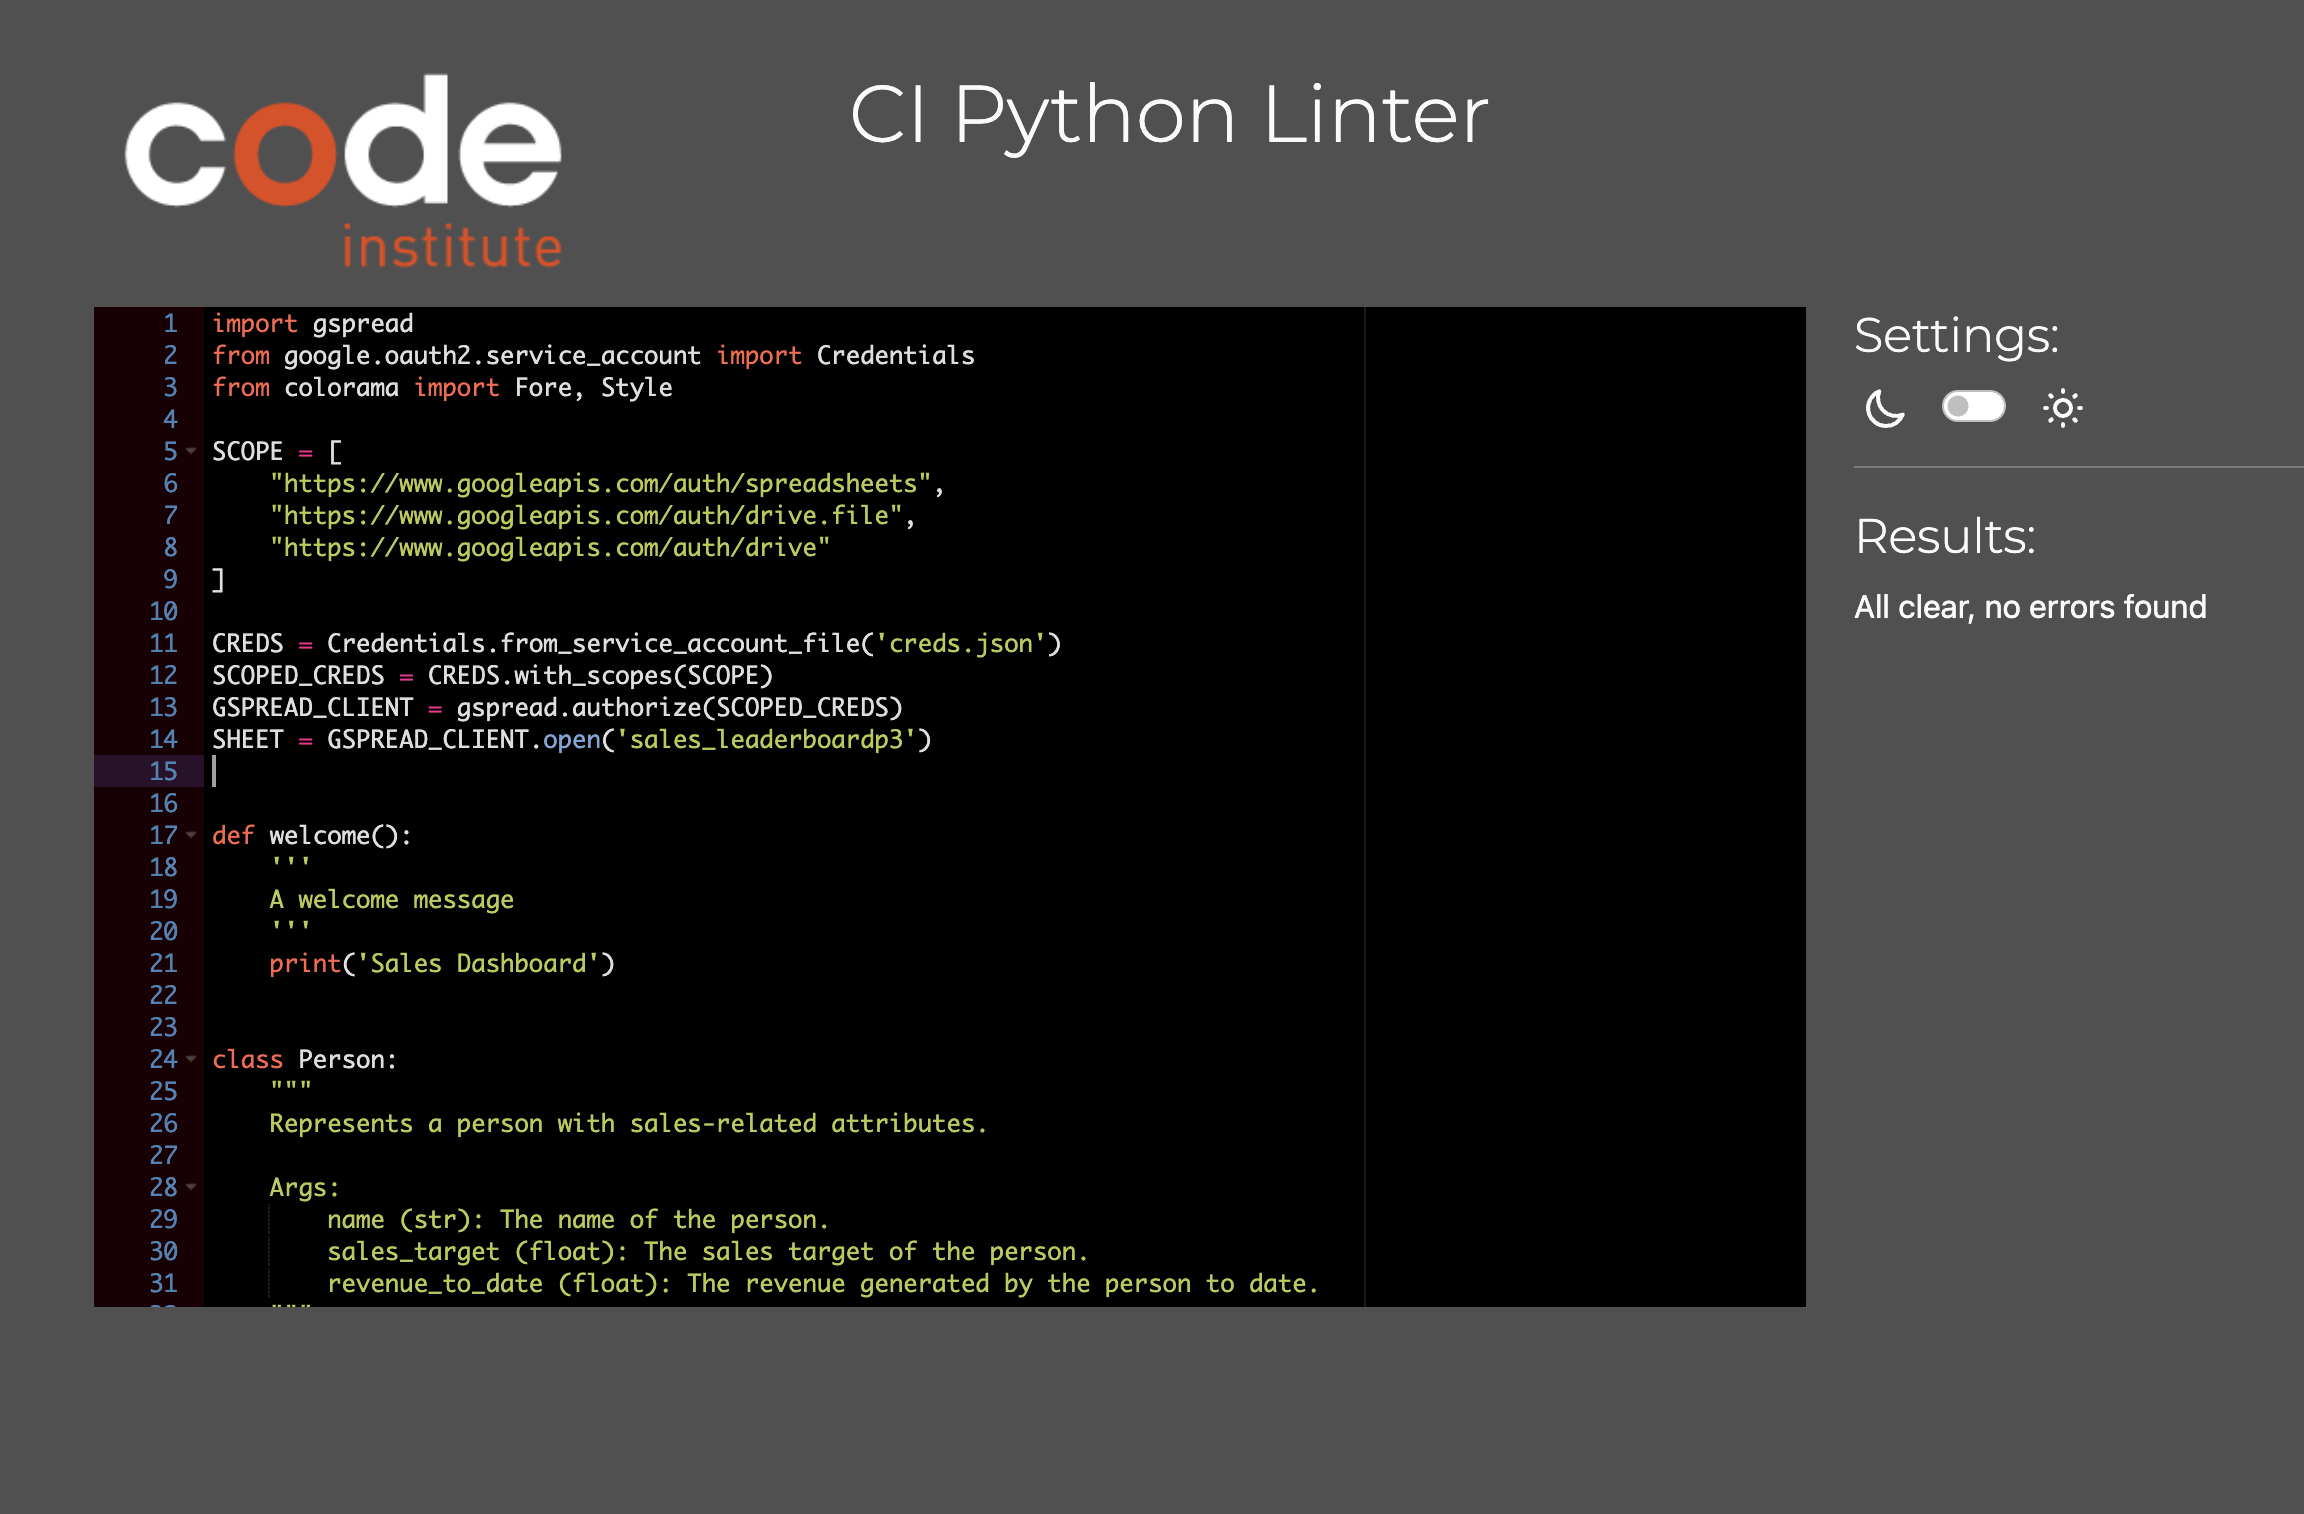 code
institute
CI Python Linter
1 import gspread
2 from google.oauth2.service_account import Credentials
3 from colorama import Fore, Style
4
5 SCOPE = [
6     "https://www.googleapis.com/auth/spreadsheets",
7     "https://www.googleapis.com/auth/drive.file",
8     "https://www.googleapis.com/auth/drive"
9 ]
10
11 CREDS = Credentials.from_service_account_file('creds.json')
12 SCOPED_CREDS = CREDS.with_scopes(SCOPE)
13 GSPREAD_CLIENT = gspread.authorize(SCOPED_CREDS)
14 SHEET = GSPREAD_CLIENT.open('sales_leaderboardp3')
15
16
17 def welcome():
18     '''
19     A welcome message
20     '''
21     print('Sales Dashboard')
22
23
24 class Person:
25     """
26     Represents a person with sales-related attributes.
27
28     Args:
29         name (str): The name of the person.
30         sales_target (float): The sales target of the person.
31         revenue_to_date (float): The revenue generated by the person to date.
    """
Settings:
Results:
All clear, no errors found